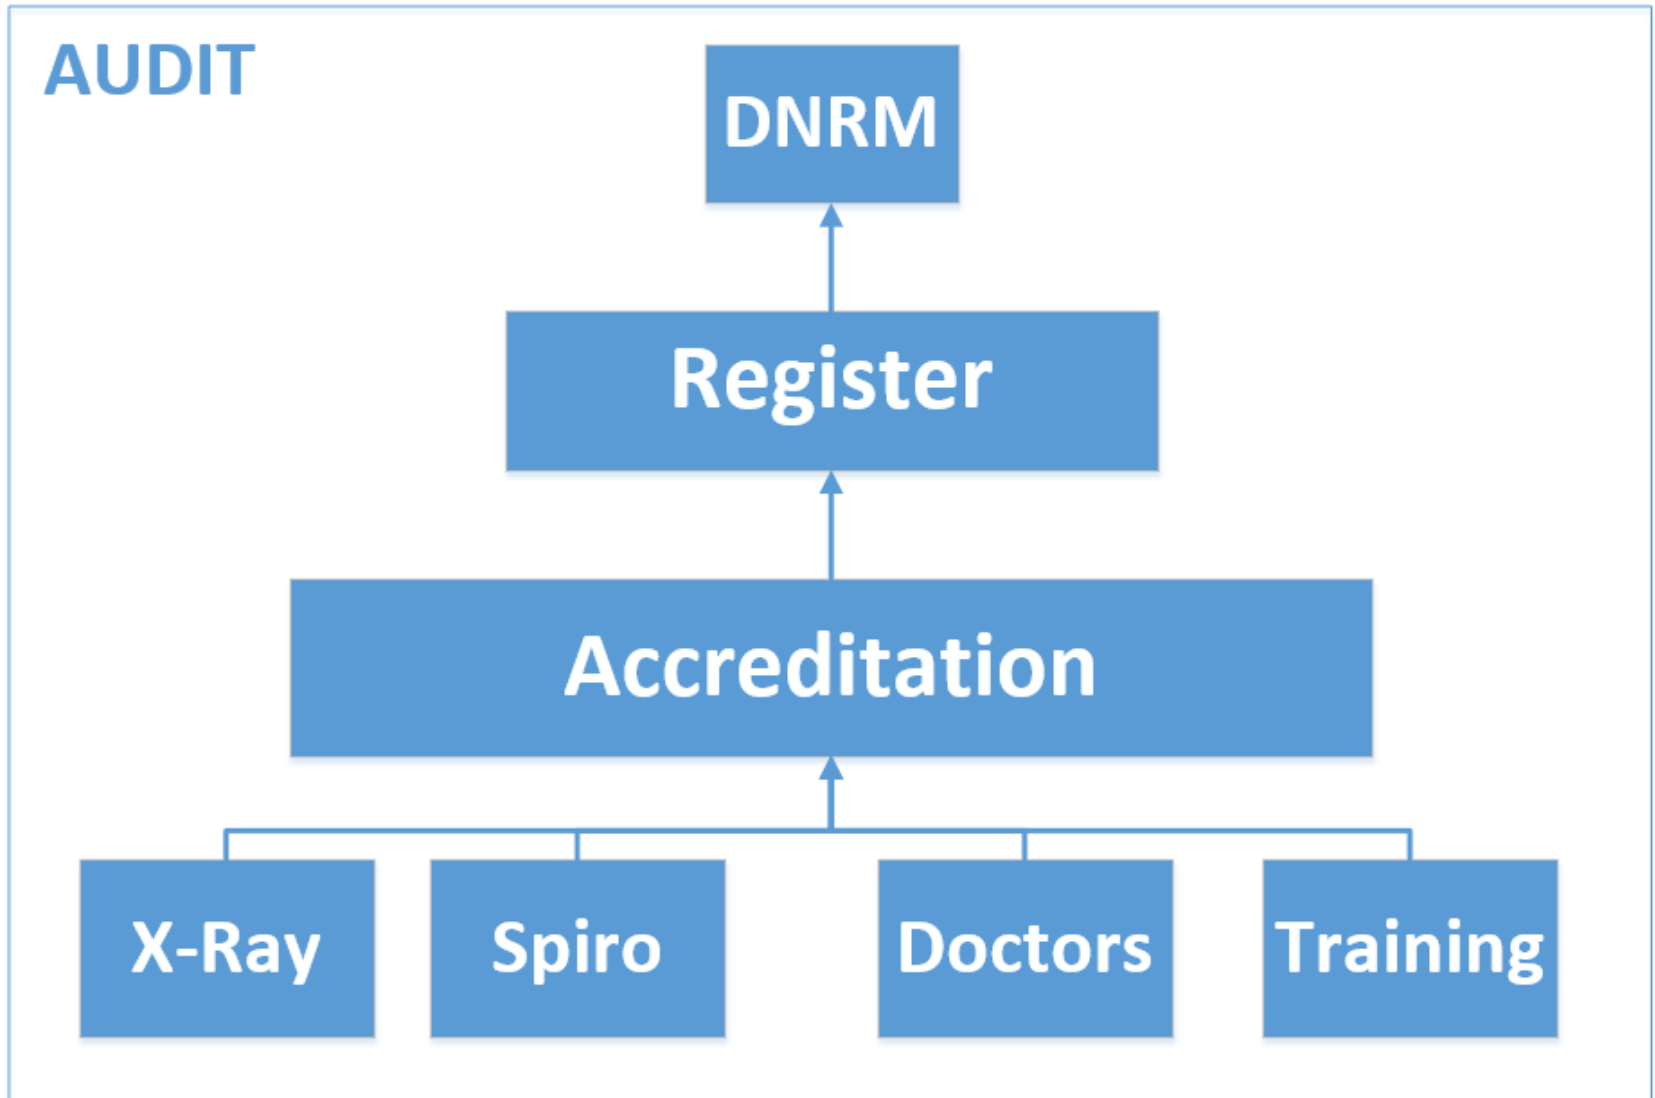 AUDIT
DNRM
Register
Accreditation
X-Ray
Spiro
Doctors
Training